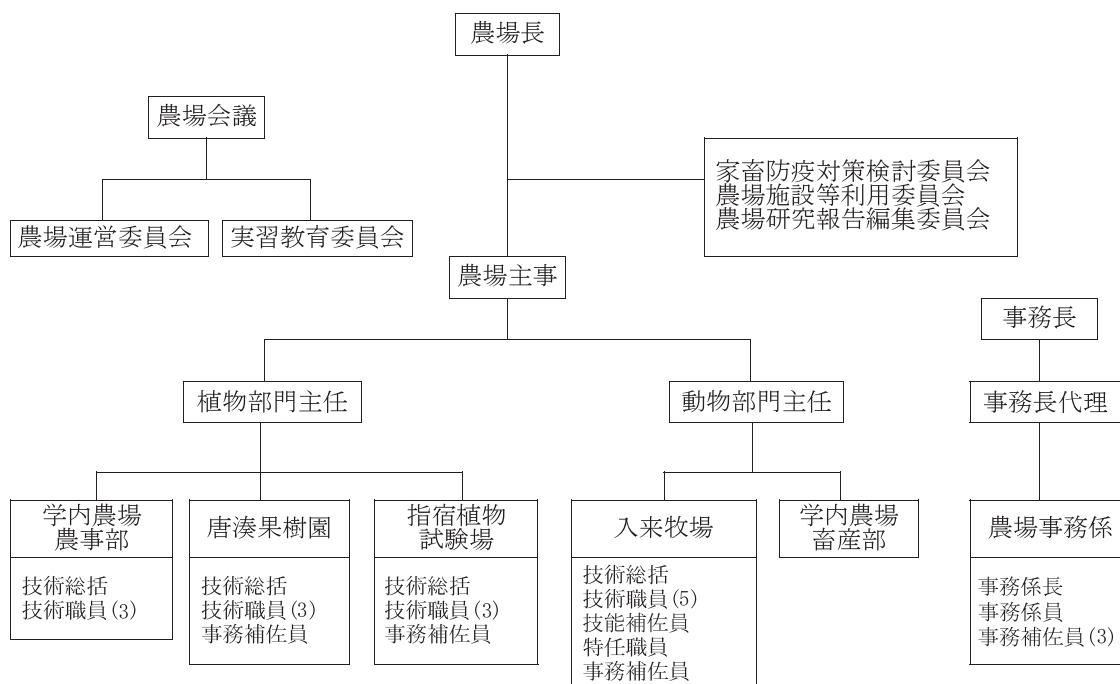 農場長
農場会議
家畜防疫対策検討委員会
農場施設等利用委員会
農場研究報告編集委員会
農場運営委員会
実習教育委員会
農場主事
事務長
植物部門主任
動物部門主任
事務長代理
学内農場
農事部
技術総括
技術職員(3)
唐湊果樹園
技術総括
技術職員(3)
事務補佐員
指宿植物
試験場
技術総括
技術職員(3)
事務補佐員
入来牧場
技術総括
技術職員(5)
技能補佐員
特任職員
事務補佐員
学内農場
畜産部
農場事務係
事務係長
事務係員
事務補佐員(3)